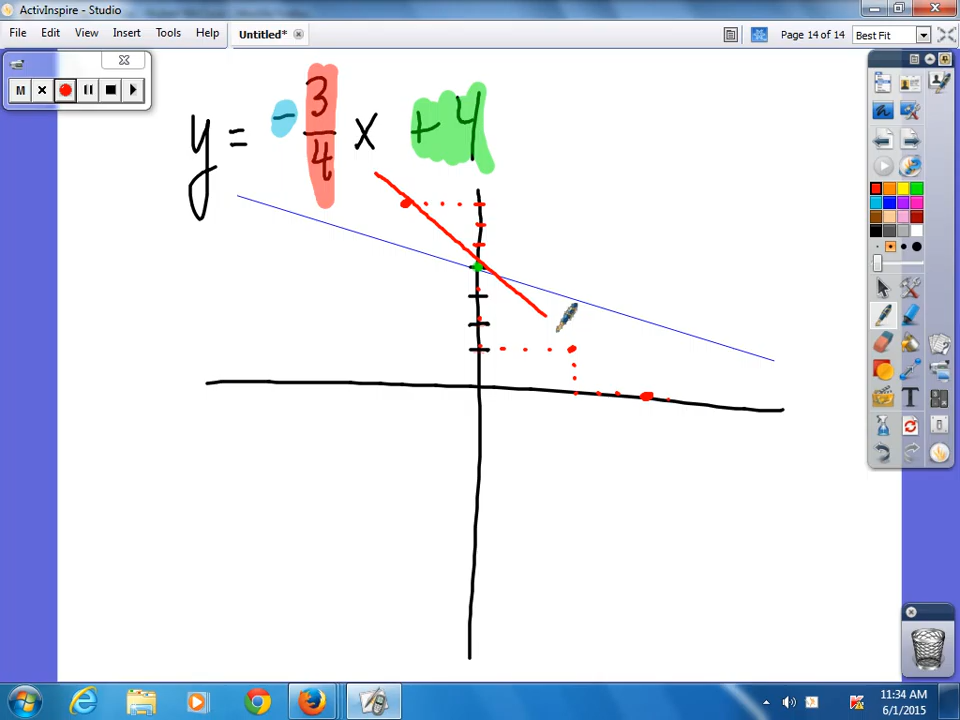 ActivInspire - Studio
File Edit View Insert Tools Help Untitled* Page 14 of 14 Best Fit
M
y = -3/4 x +4
T
11:34 AM
6/1/2015